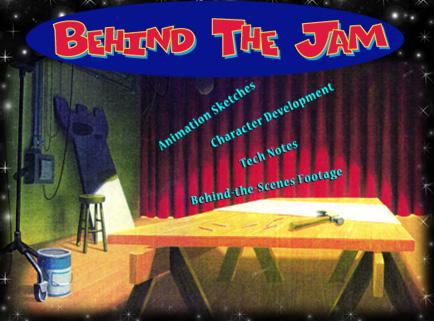 BEHIND THE JAM
Animation Sketches
Character Development
Tech Notes
Behind-the-Scenes Footage